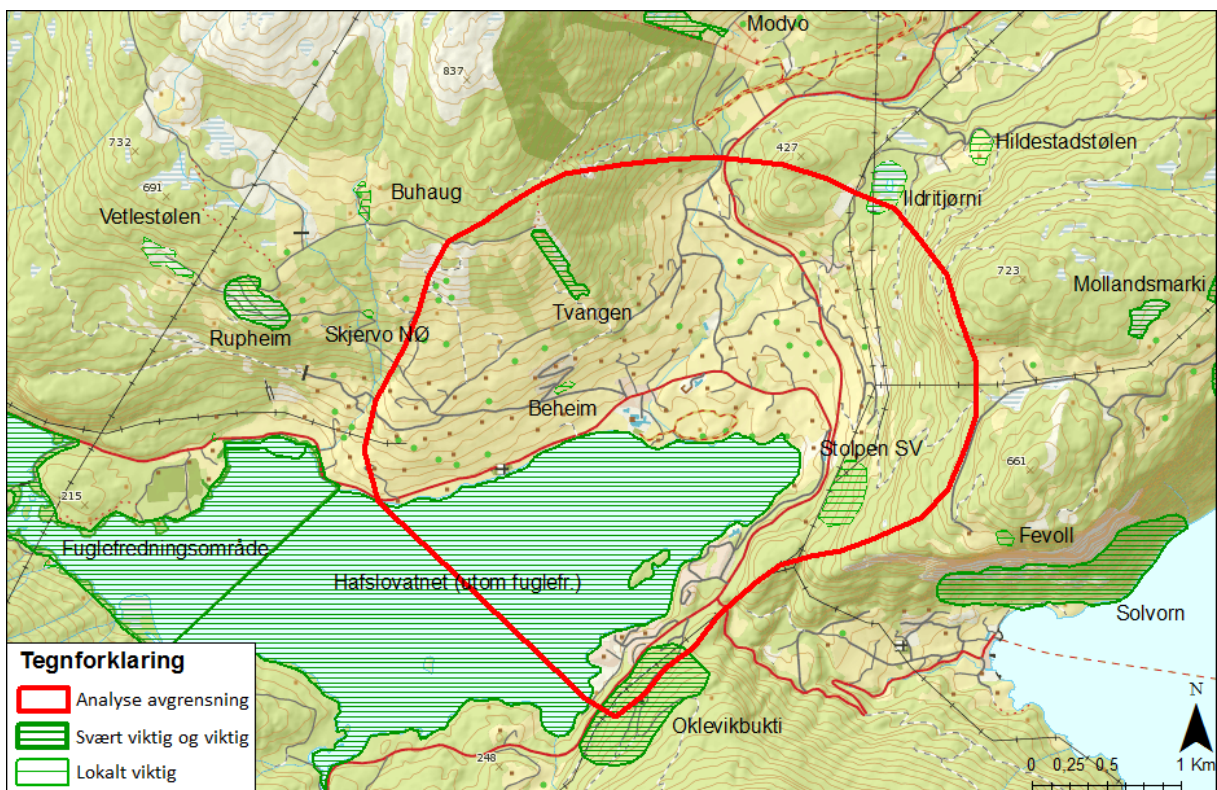 Modvo
837
427
Hildestadstølen
732
Ildritjørni
691
Buhaug
Vetlestølen
723
Mollandsmarki
Tvangen
Skjervo NØ
Rupheim
Beheim
Stolpen SV
661
215
Fevoll
Fuglefredningsområde
Hafslovatnet (utom fuglefr.)
Solvorn
Oklevikbukti
248
Tegnforklaring
Analyse avgrensning
Svært viktig og viktig
Lokalt viktig
N
0 0,25 0,5 1 Km